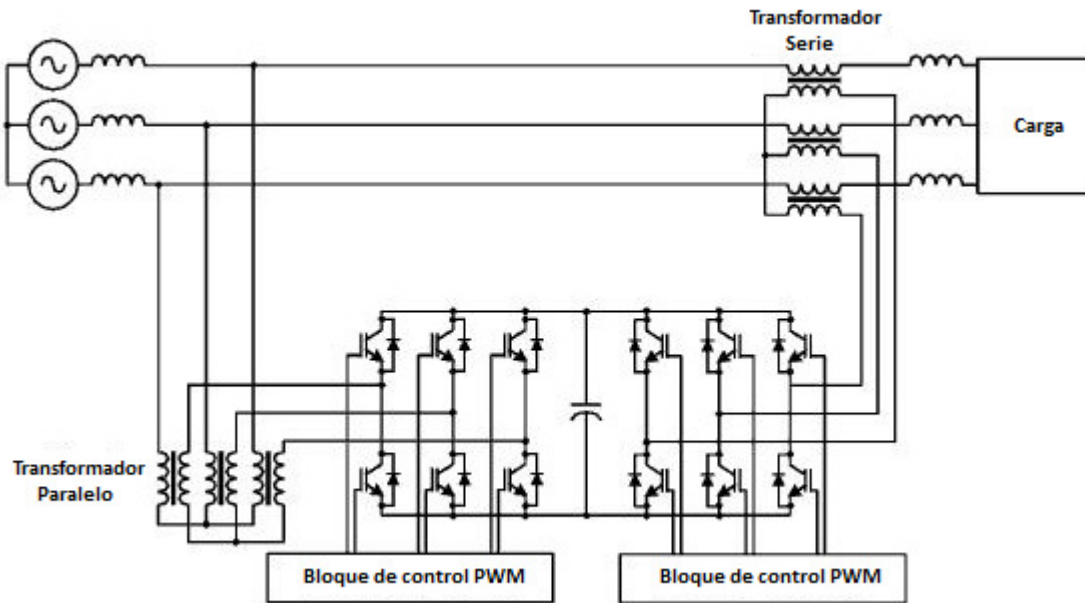 Transformador
Serie
Carga
Transformador
Paralelo
Bloque de control PWM
Bloque de control PWM